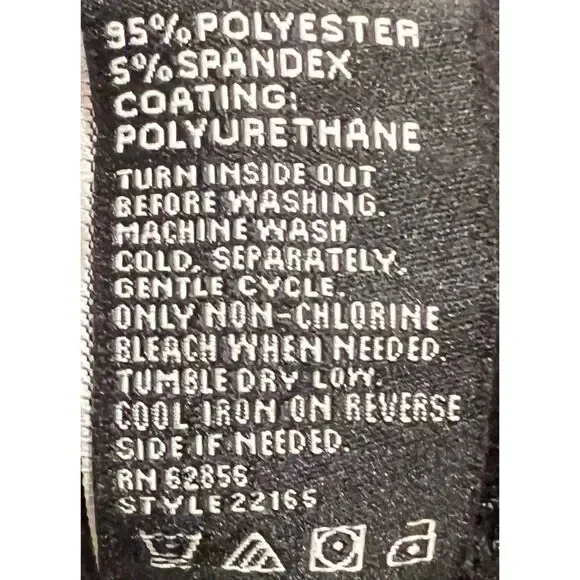 95% POLYESTER
5% SPANDEX
COATING:
POLYURETHANE
TURN INSIDE OUT
BEFORE WASHING.
MACHINE WASH
COLD, SEPARATELY,
GENTLE CYCLE.
ONLY NON-CHLORINE
BLEACH WHEN NEEDED.
TUMBLE DRY LOW.
COOL IRON ON REVERSE
SIDE IF NEEDED.
RN 62856
STYLE 22165